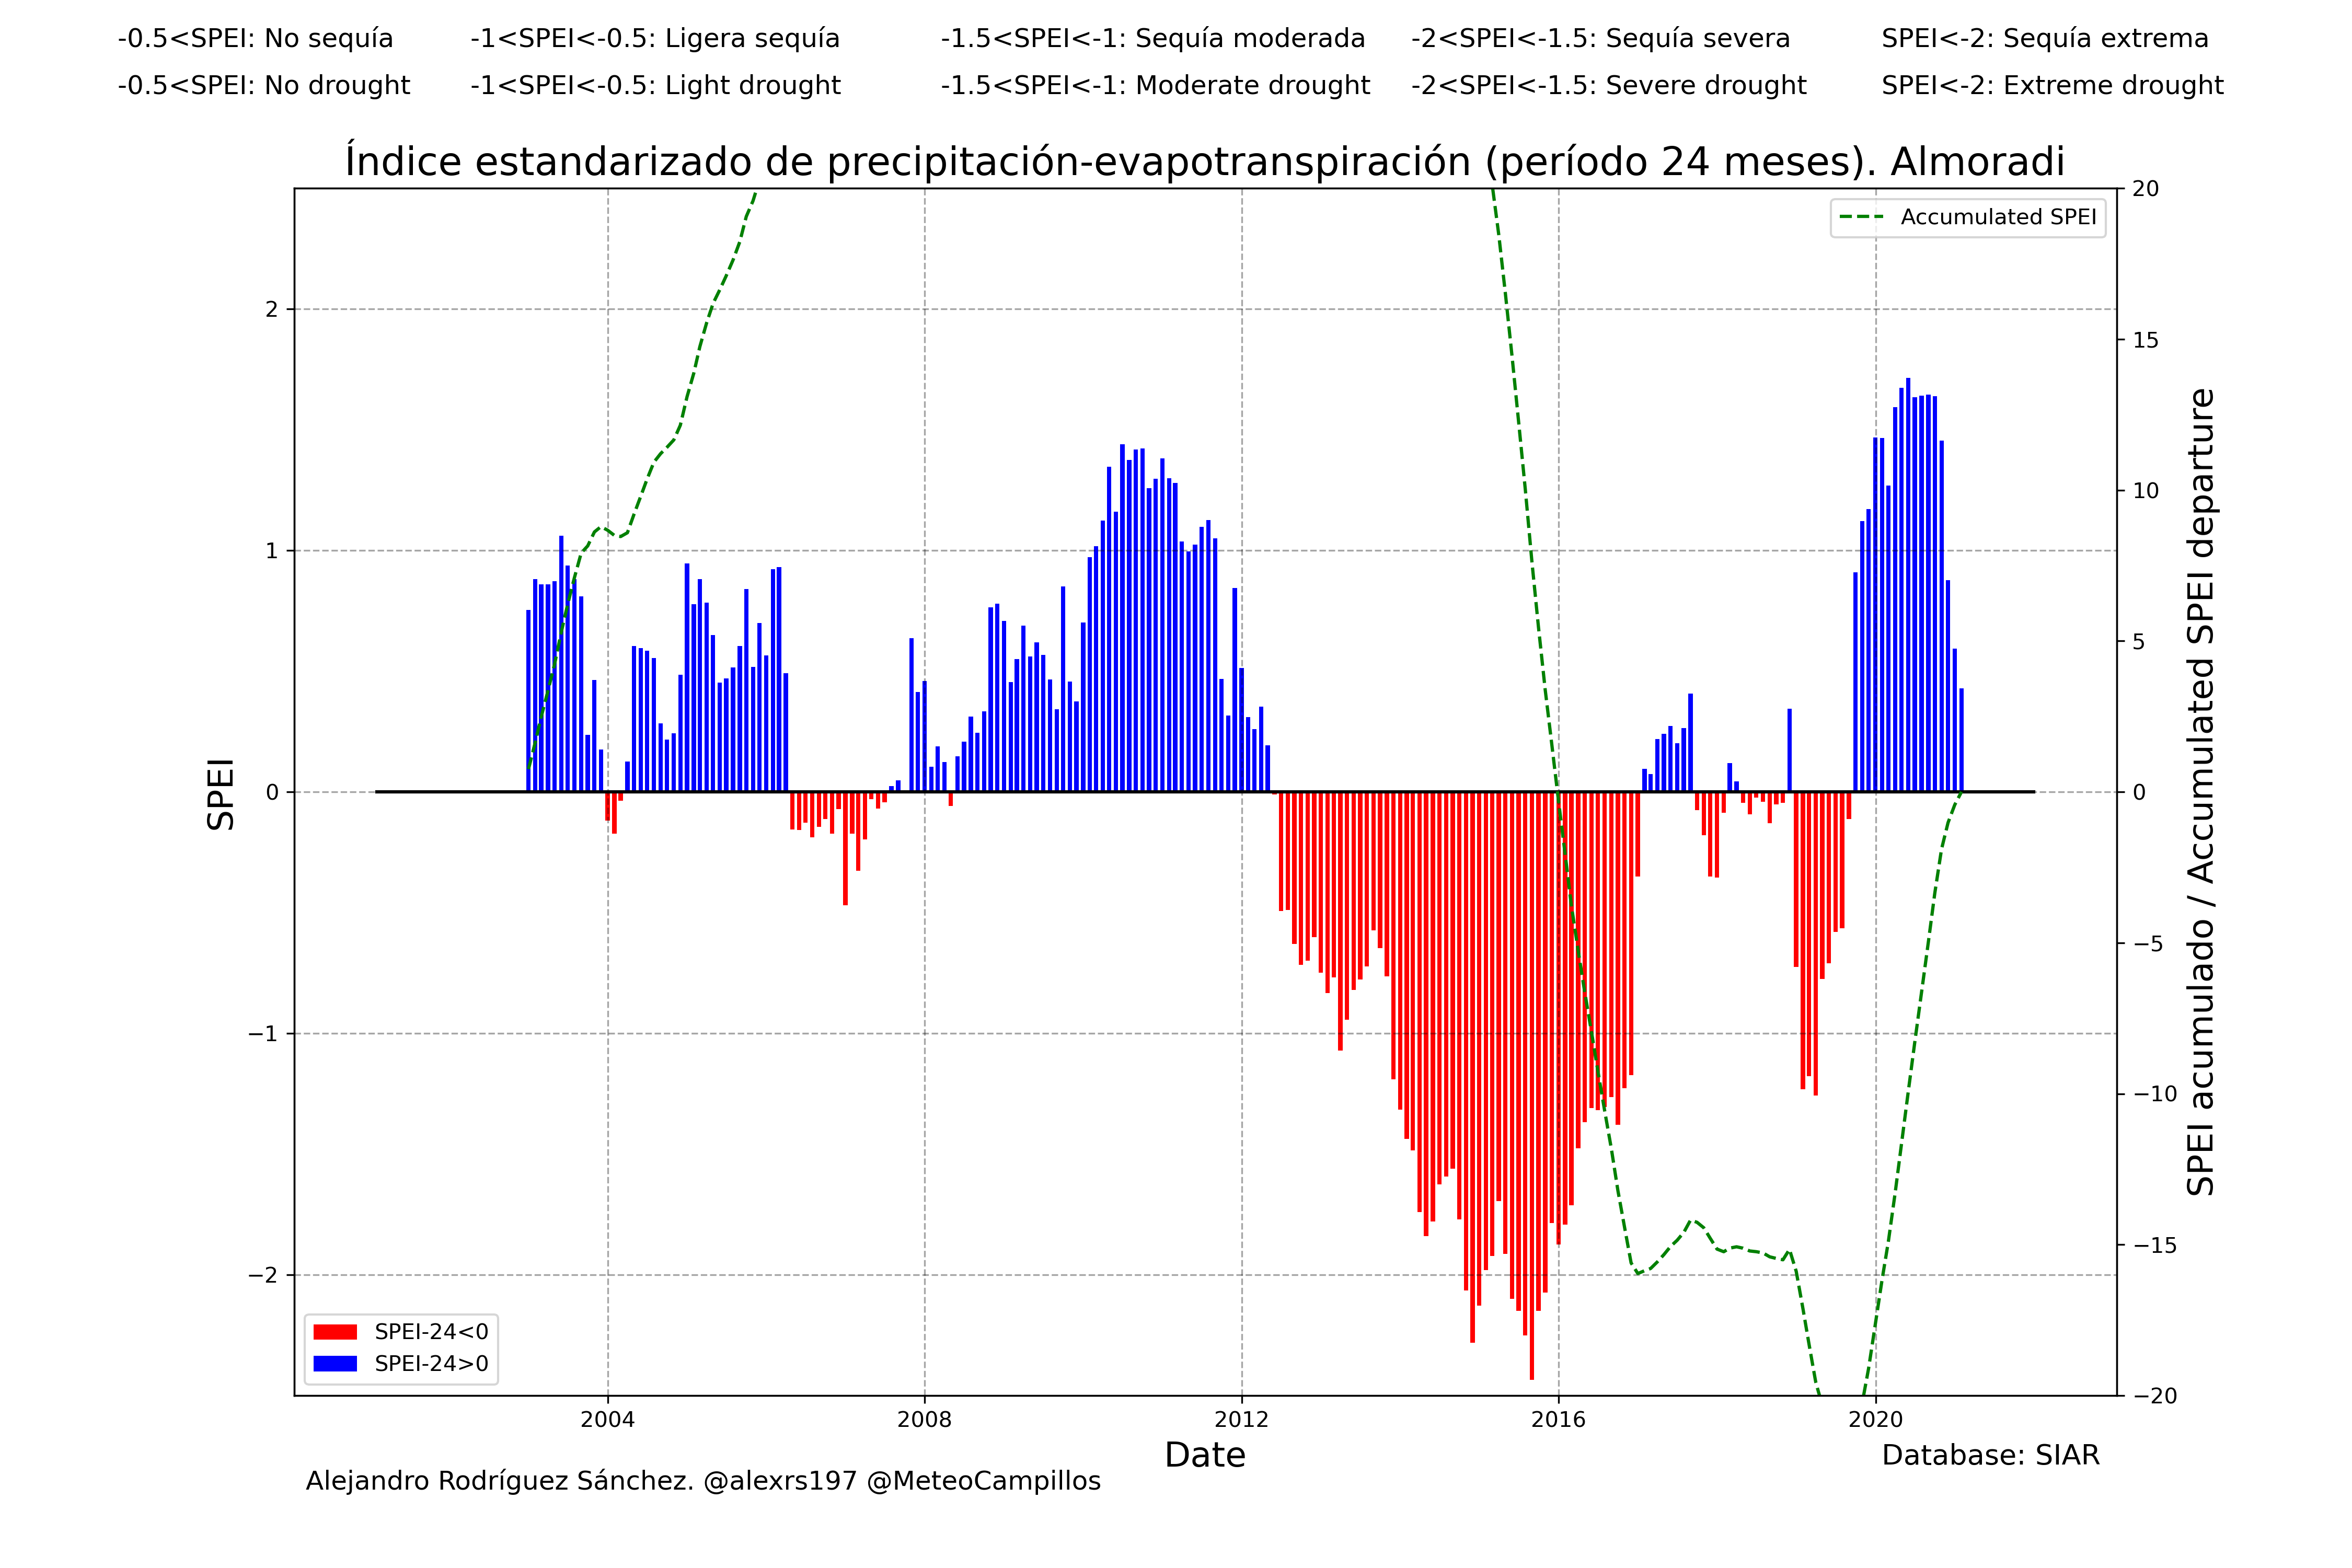 -0.5<SPEI: No sequía -1<SPEI<-0.5: Ligera sequía -1.5<SPEI<-1: Sequía moderada -2<SPEI<-1.5: Sequía severa SPEI<-2: Sequía extrema
-0.5<SPEI: No drought -1<SPEI<-0.5: Light drought -1.5<SPEI<-1: Moderate drought -2<SPEI<-1.5: Severe drought SPEI<-2: Extreme drought
Índice estandarizado de precipitación-evapotranspiración (período 24 meses). Almoradi
Accumulated SPEI
SPEI
2
1
0
−1
−2
20
15
10
5
0
−5
−10
−15
−20
SPEI acumulado / Accumulated SPEI departure
SPEI-24<0
SPEI-24>0
2004 2008 2012 2016 2020
Date
Database: SIAR
Alejandro Rodríguez Sánchez. @alexrs197 @MeteoCampillos